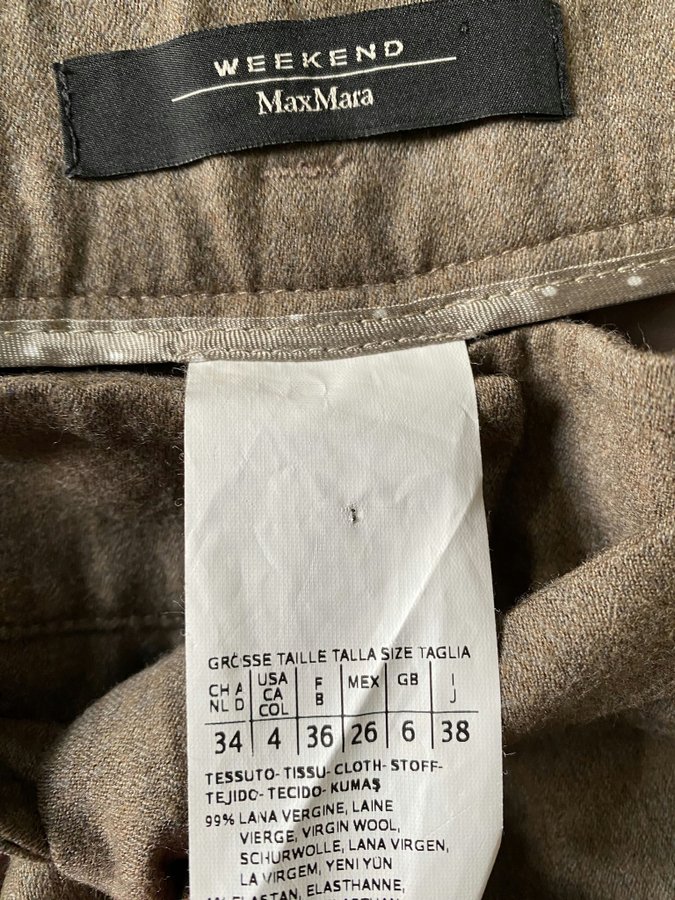 WEEKEND
MaxMara
GRÖSSE TAILLE TALLA SIZE TAGLIA
CH A NL D USA CA COL F B MEX GB I J
34 4 36 26 6 38
TESSUTO-TISSU-CLOTH-STOFF-
TEJIDO-TECIDO-KUMAŞ
99% LANA VERGINE, LAINE
VIERGE, VIRGIN WOOL,
SCHURWOLLE, LANA VIRGEN,
LA VIRGEM, YENİ YÜN
ELASTAN, ELASTHANNE,